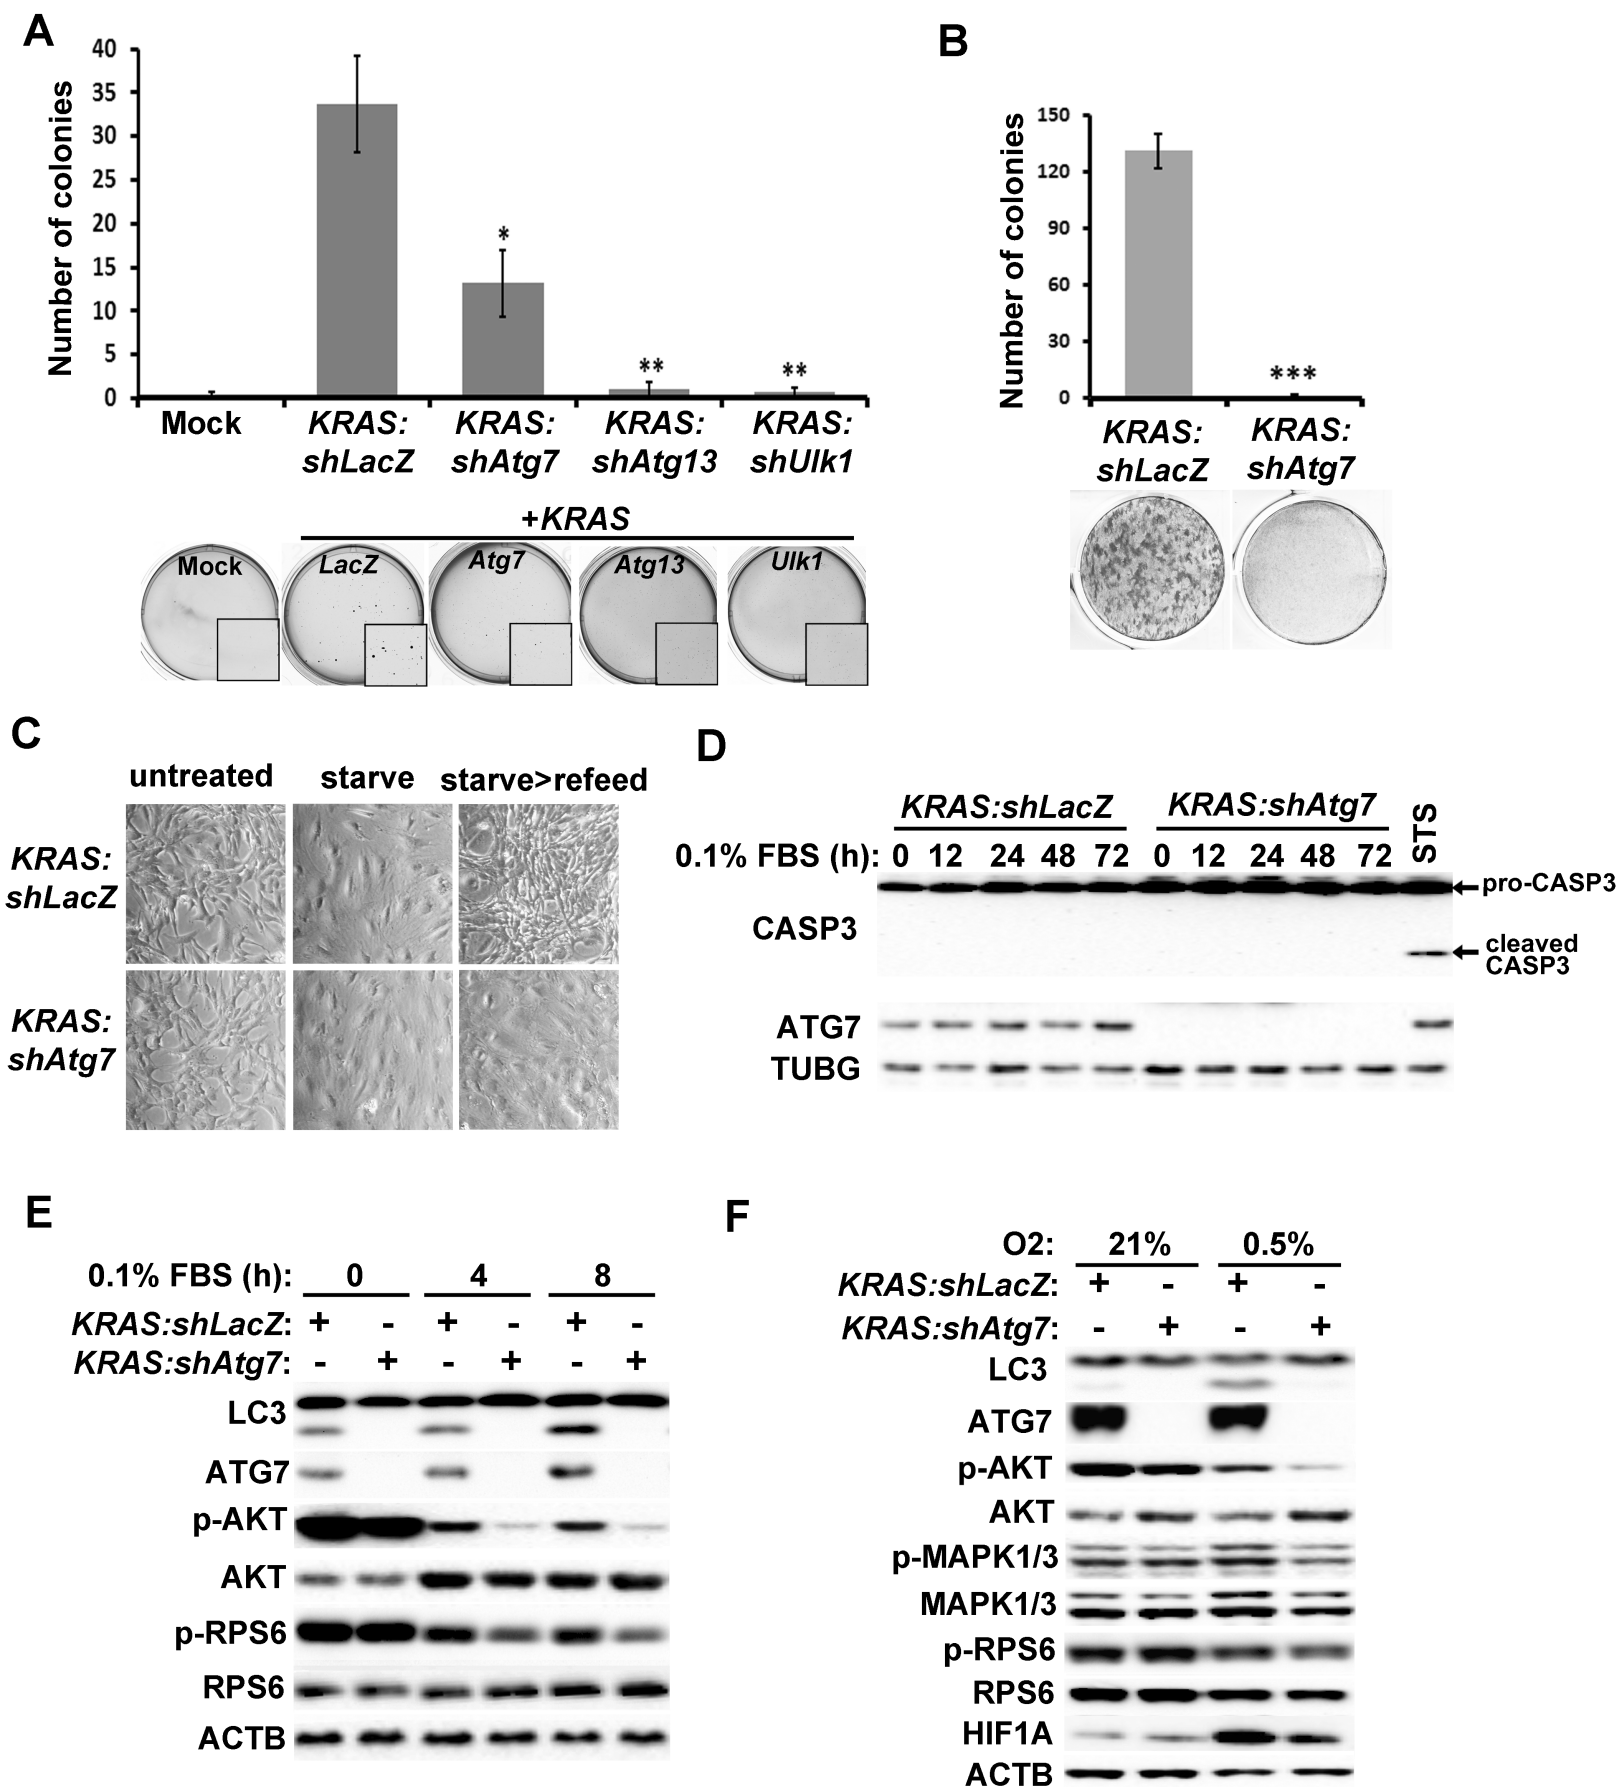 A
Number of colonies
40
35
30
25
20
15
10
5
0
*
**
**
Mock
KRAS:
shLacZ
KRAS:
shAtg7
KRAS:
shAtg13
KRAS:
shUlk1
+KRAS
Mock
LacZ
Atg7
Atg13
Ulk1
B
Number of colonies
150
120
90
60
30
0
***
KRAS:
shLacZ
KRAS:
shAtg7
C
untreated
starve
starve>refeed
KRAS:
shLacZ
KRAS:
shAtg7
D
KRAS:shLacZ KRAS:shAtg7 STS
0.1% FBS (h): 0 12 24 48 72 0 12 24 48 72
pro-CASP3
CASP3
cleaved
CASP3
ATG7
TUBG
E
0.1% FBS (h): 0 4 8
KRAS:shLacZ: + - + - + -
KRAS:shAtg7: - + - + - +
LC3
ATG7
p-AKT
AKT
p-RPS6
RPS6
ACTB
F
O2: 21% 0.5%
KRAS:shLacZ: + - + -
KRAS:shAtg7: - + - +
LC3
ATG7
p-AKT
AKT
p-MAPK1/3
MAPK1/3
p-RPS6
RPS6
HIF1A
ACTB